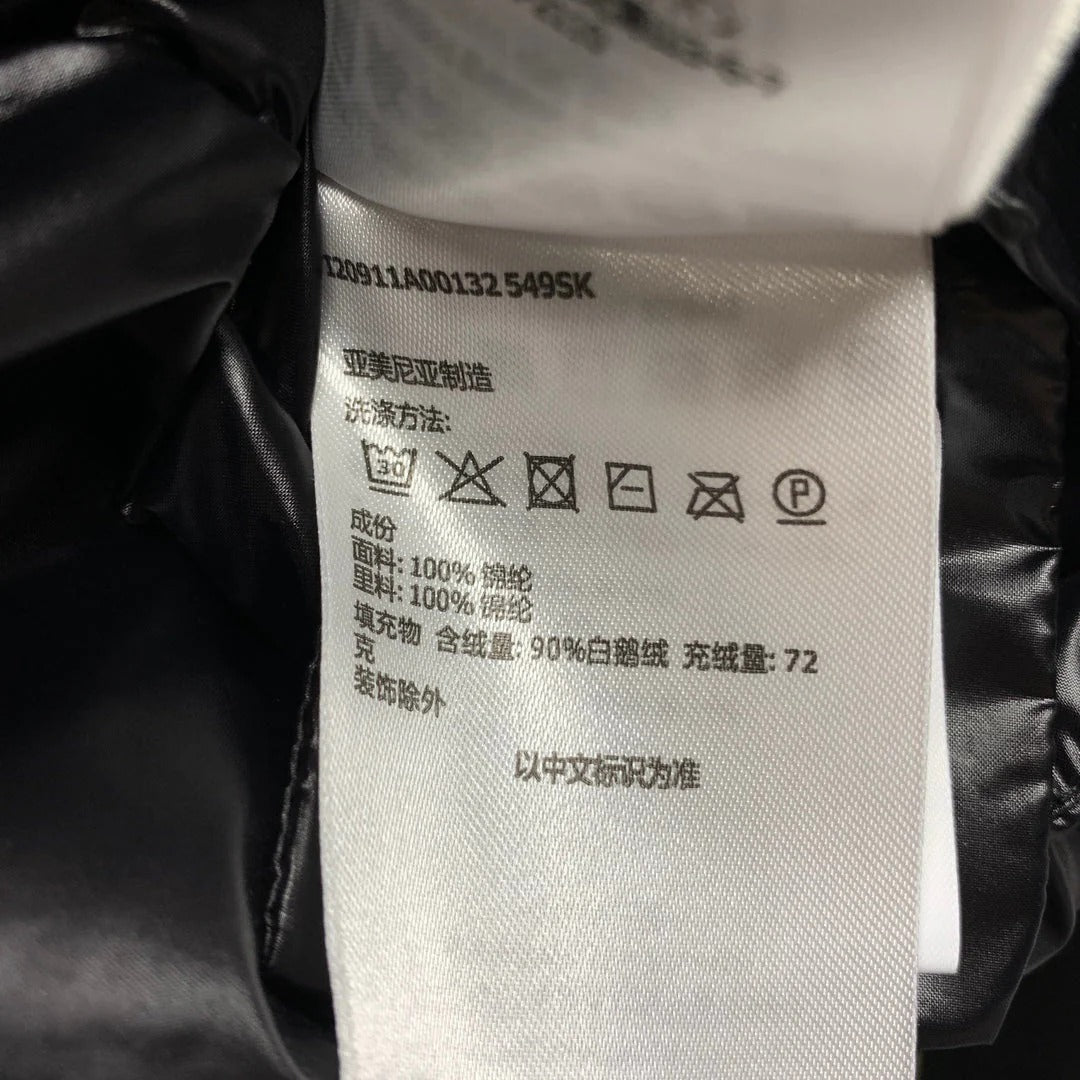 I20911A00132 549SK
亚美尼亚制造
洗涤方法:
30
P
成份
面料: 100% 锦纶
里料: 100% 锦纶
填充物 含绒量: 90%白鹅绒 充绒量: 72
克
装饰除外
以中文标识为准